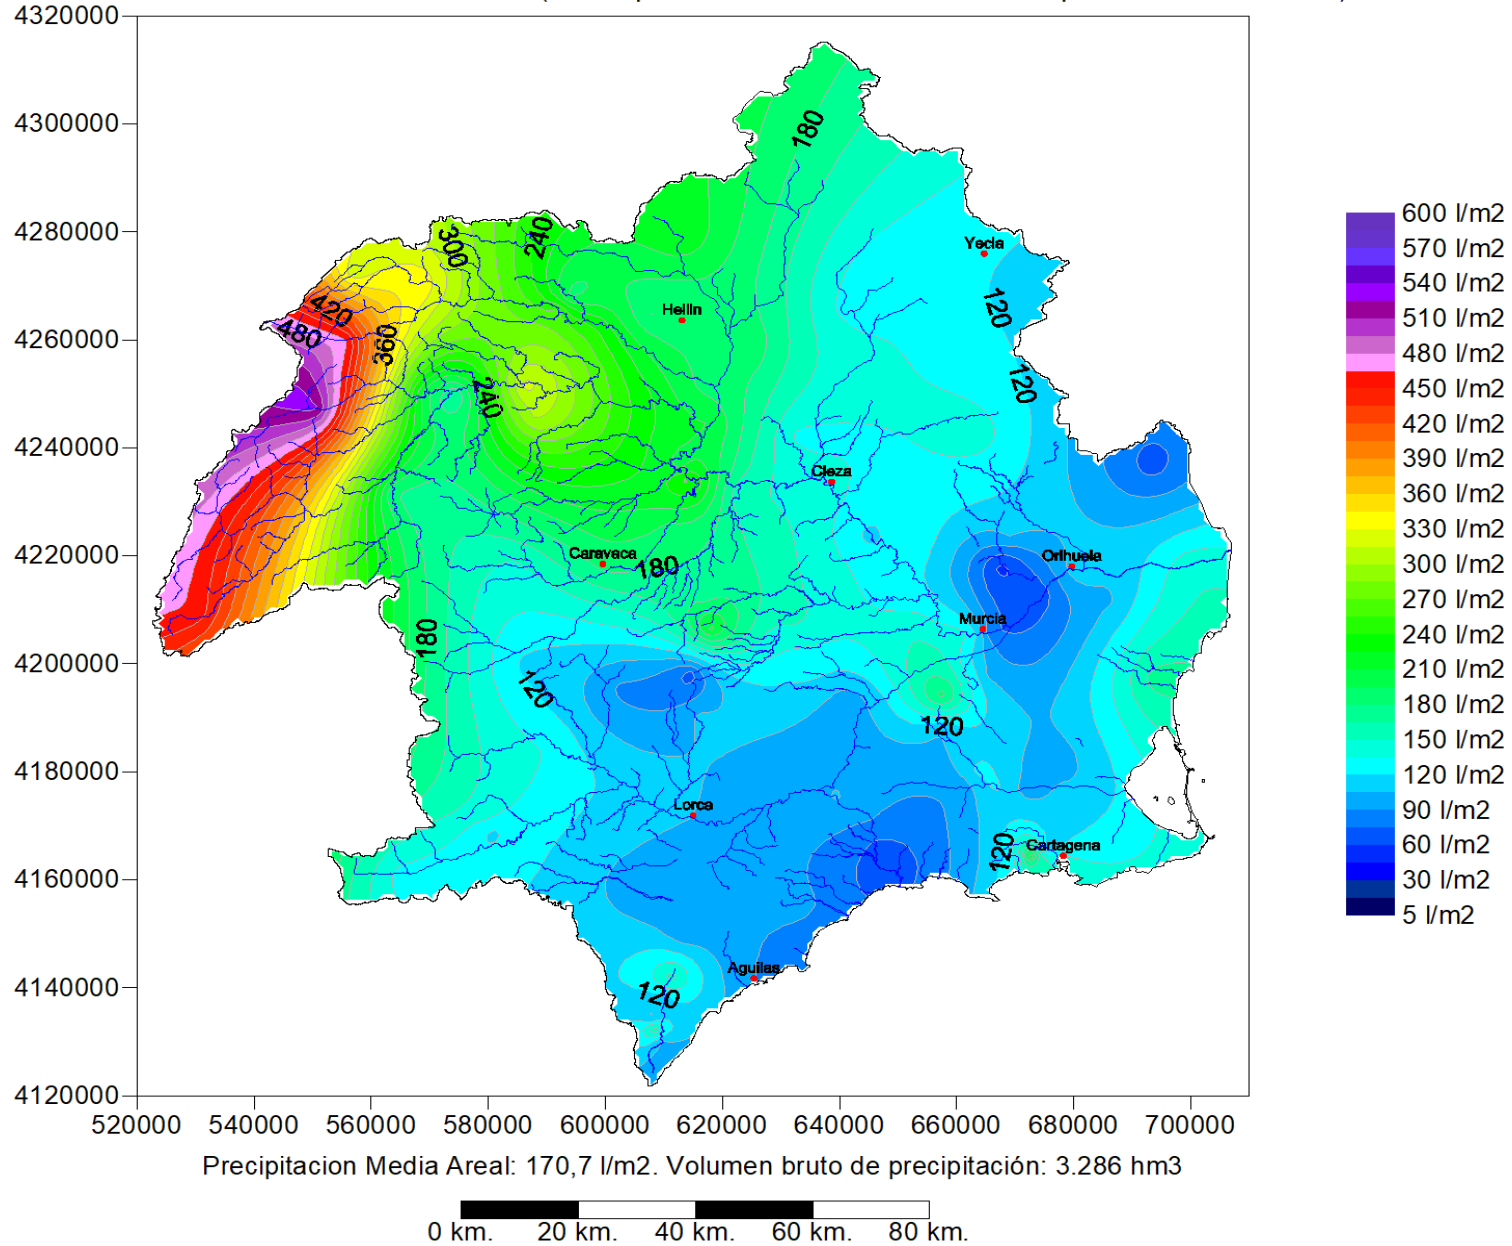 4320000
4300000
180
4280000
300
240
Yecla
600 l/m2
570 l/m2
540 l/m2
510 l/m2
480 l/m2
450 l/m2
420 l/m2
390 l/m2
360 l/m2
330 l/m2
300 l/m2
270 l/m2
240 l/m2
210 l/m2
180 l/m2
150 l/m2
120 l/m2
90 l/m2
60 l/m2
30 l/m2
5 l/m2
420
Hellin
120
4260000
480
360
240
120
4240000
Cieza
4220000
Caravaca
180
Orihuela
Murcia
180
4200000
120
120
4180000
Lorca
120
Cartagena
4160000
Aguilas
4140000
120
4120000
520000 540000 560000 580000 600000 620000 640000 660000 680000 700000
Precipitacion Media Areal: 170,7 l/m2. Volumen bruto de precipitación: 3.286 hm3
0 km. 20 km. 40 km. 60 km. 80 km.